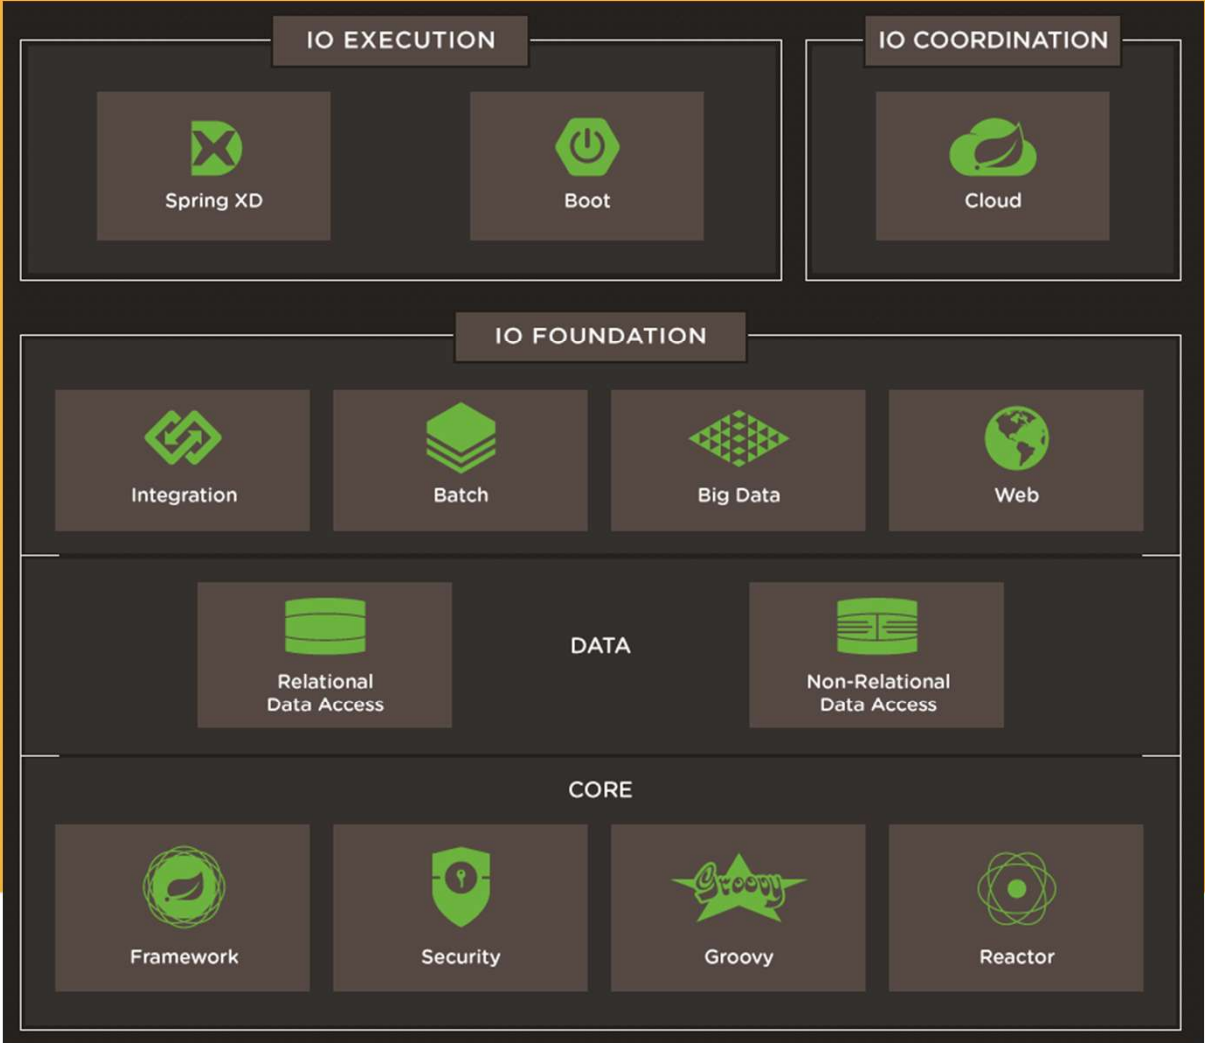 IO EXECUTION
IO COORDINATION
Spring XD
Boot
Cloud
IO FOUNDATION
Integration
Batch
Big Data
Web
DATA
Relational
Data Access
Non-Relational
Data Access
CORE
Groovy
Framework
Security
Groovy
Reactor